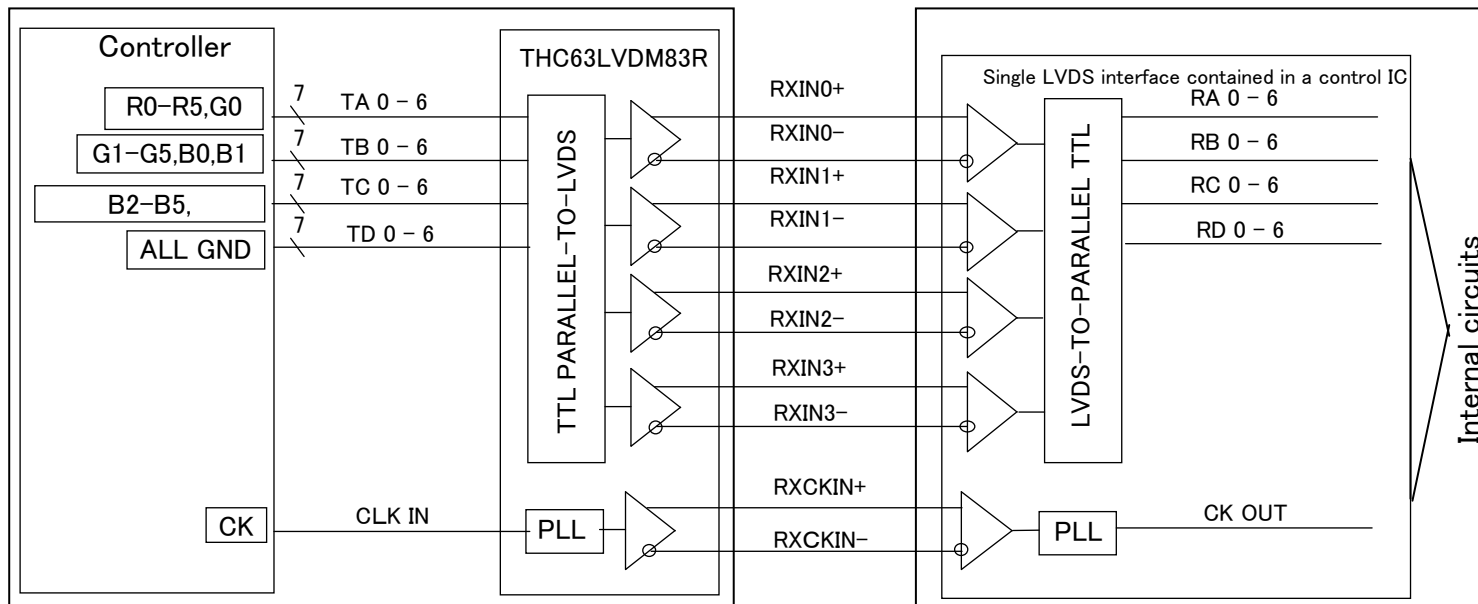 Controller
THC63LVDM83R
Single LVDS interface contained in a control IC
R0-R5,G0
7
TA 0 - 6
RXIN0+
RA 0 - 6
RXIN0-
G1-G5,B0,B1
7
TB 0 - 6
RB 0 - 6
RXIN1+
B2-B5,
7
TC 0 - 6
RC 0 - 6
RXIN1-
ALL GND
7
TD 0 - 6
RD 0 - 6
RXIN2+
RXIN2-
RXIN3+
RXIN3-
TTL PARALLEL-TO-LVDS
LVDS-TO-PARALLEL TTL
Internal circuits
RXCKIN+
CK
CLK IN
PLL
PLL
CK OUT
RXCKIN-